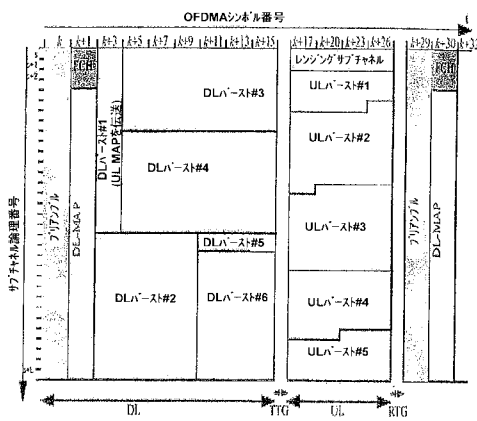 OFDMAシンボル番号
t
k k+1 k+3 k+5 k+7 k+9 k+11 k+13 k+15 k+17 k+20 k+23 k+26 k+29 k+30 k+33
サブチャネル論理番号
s+1
s+2
s+L
プリアンブル
FCH
DL-MAP
DLバースト#1
(UL MAPを伝送)
DLバースト#3
DLバースト#4
DLバースト#2
DLバースト#5
DLバースト#6
レンジングサブチャネル
ULバースト#1
ULバースト#2
ULバースト#3
ULバースト#4
ULバースト#5
プリアンブル
FCH
DL-MAP
DL
TTG
UL
RTG